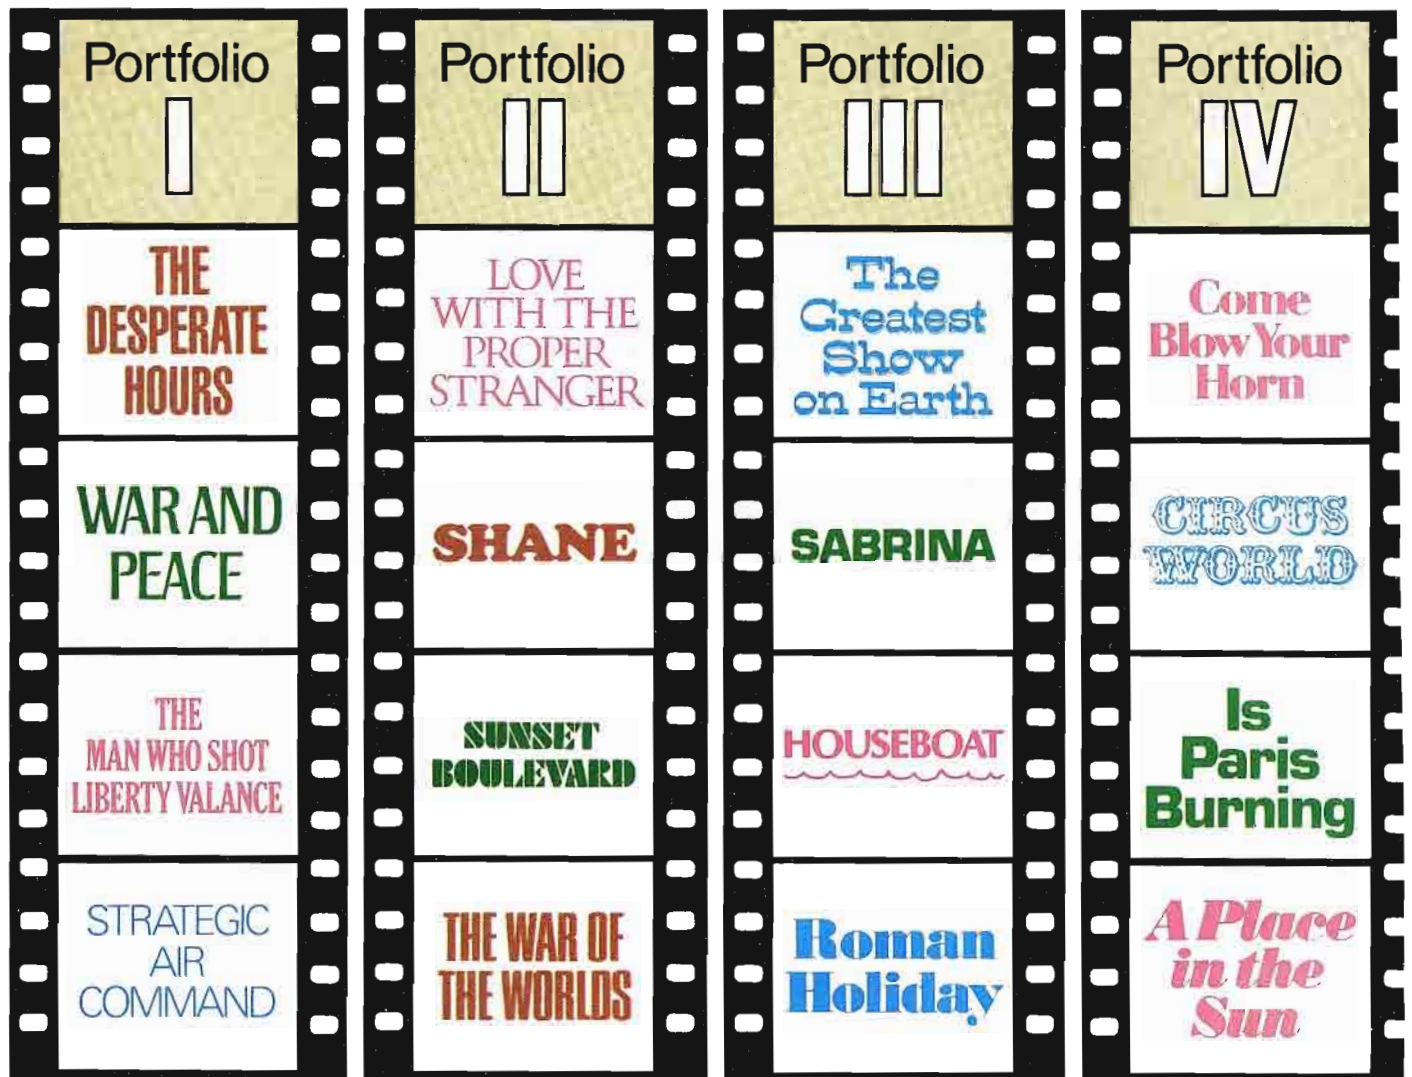 Portfolio
I
THE
DESPERATE
HOURS
WAR AND
PEACE
THE
MAN WHO SHOT
LIBERTY VALANCE
STRATEGIC
AIR
COMMAND
Portfolio
II
LOVE
WITH THE
PROPER
STRANGER
SHANE
SUNSET
BOULEVARD
THE WAR OF
THE WORLDS
Portfolio
III
The
Greatest
Show
on Earth
SABRINA
HOUSEBOAT
Roman
Holiday
Portfolio
IV
Come
Blow Your
Horn
CIRCUS
WORLD
Is
Paris
Burning
A Place
in the
Sun